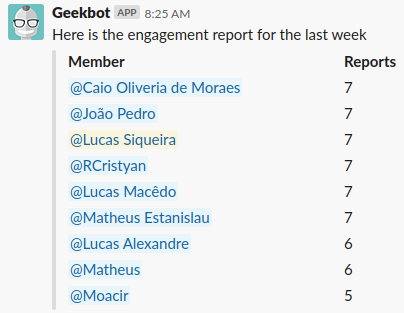 Geekbot APP 8:25 AM
Here is the engagement report for the last week
Member Reports
@Caio Oliveria de Moraes 7
@João Pedro 7
@Lucas Siqueira 7
@RCristyan 7
@Lucas Macêdo 7
@Matheus Estanislau 7
@Lucas Alexandre 6
@Matheus 6
@Moacir 5